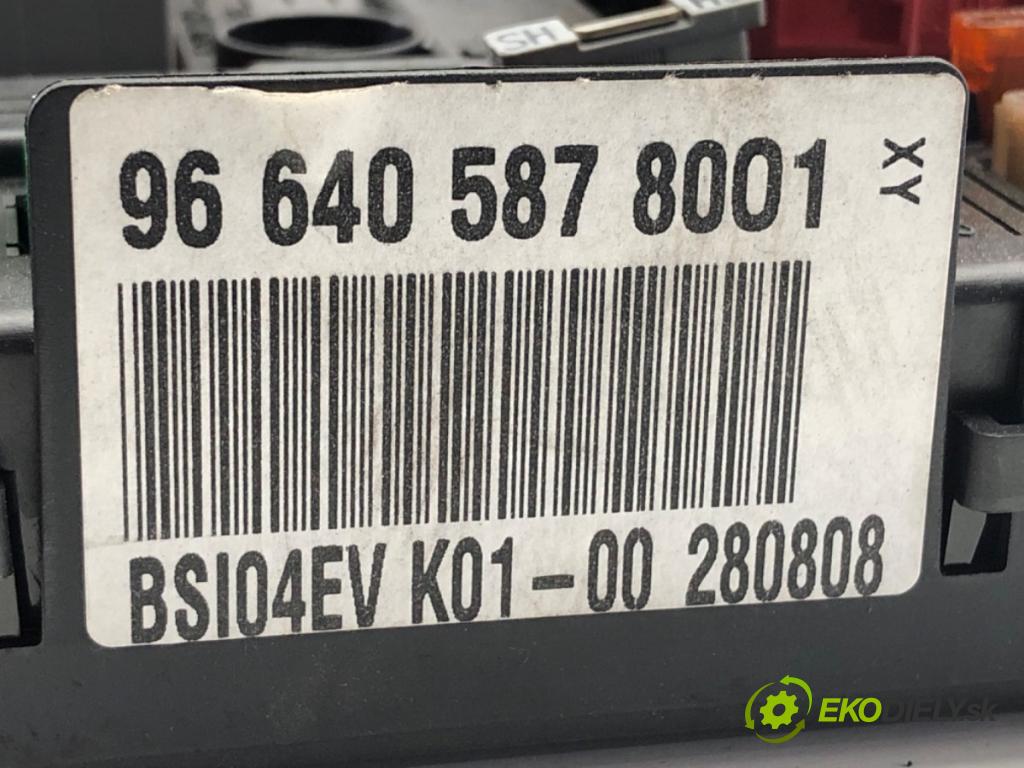 SH
96 640 587 8001
XY
BSI04EV K01-00 280808
EKODIELY.sk